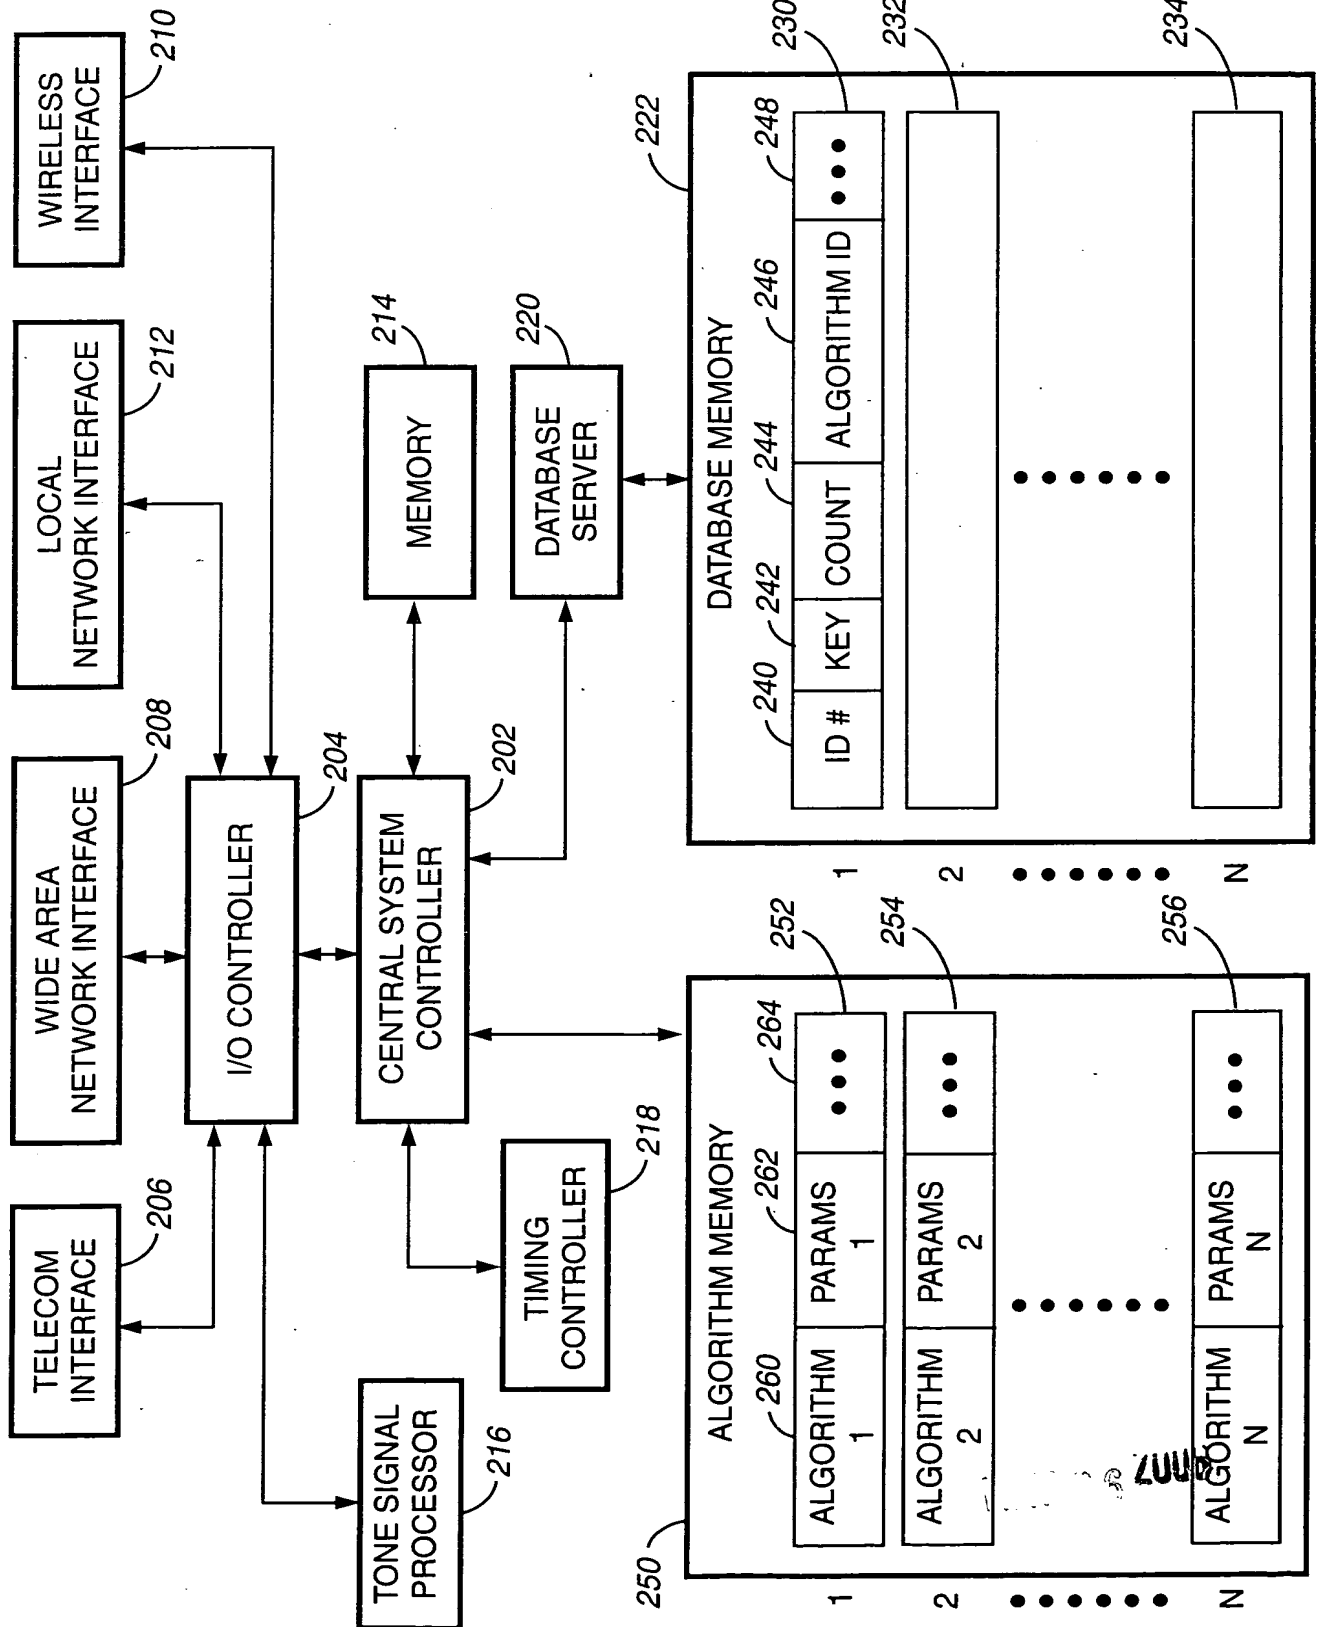 TELECOM
INTERFACE
206
WIDE AREA
NETWORK INTERFACE
208
LOCAL
NETWORK INTERFACE
212
WIRELESS
INTERFACE
210
I/O CONTROLLER
204
TONE SIGNAL
PROCESSOR
216
CENTRAL SYSTEM
CONTROLLER
202
MEMORY
214
TIMING
CONTROLLER
218
DATABASE
SERVER
220
250
ALGORITHM MEMORY
260
262
264
252
1
ALGORITHM
1
PARAMS
1
•••
254
2
ALGORITHM
2
PARAMS
2
•••
256
N
ALGORITHM
N
PARAMS
N
•••
222
DATABASE MEMORY
240
242
244
246
248
230
1
ID #
KEY
COUNT
ALGORITHM ID
•••
2
232
N
234